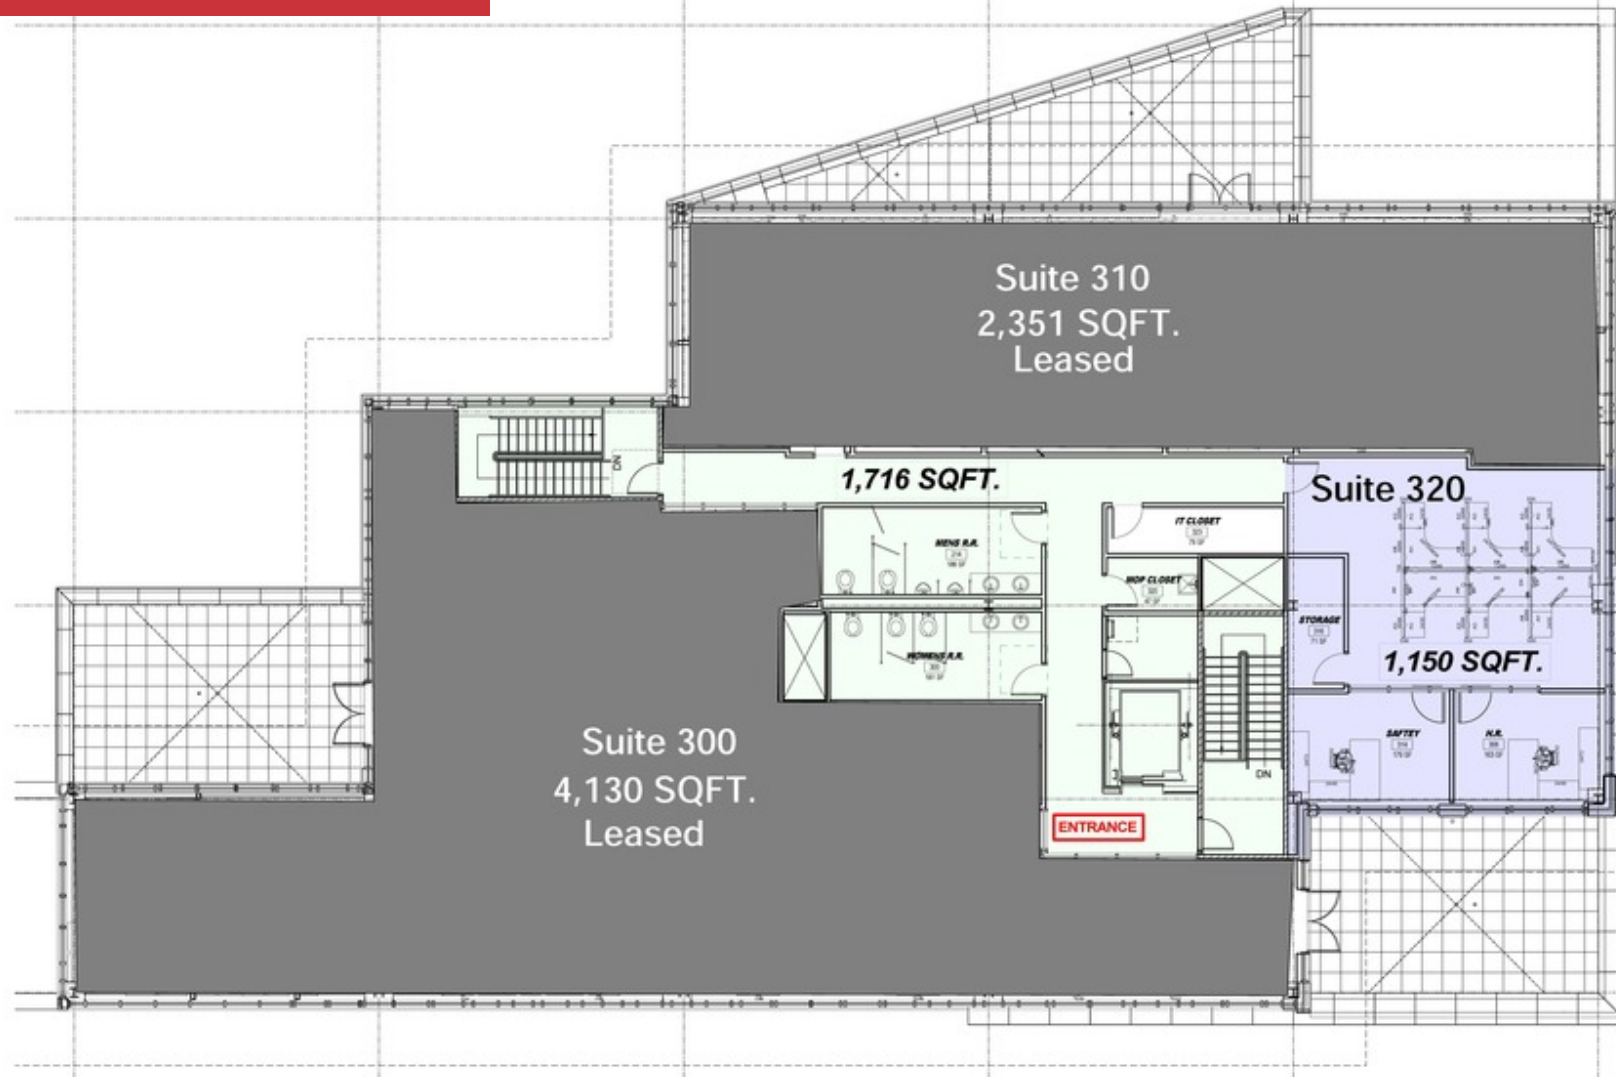 Suite 310
2,351 SQFT.
Leased
DN
1,716 SQFT.
Suite 320
IT CLOSET
MENS R.R.
MOP CLOSET
STORAGE
WOMENS R.R.
1,150 SQFT.
SAFTEY
H.R.
Suite 300
4,130 SQFT.
Leased
DN
ENTRANCE